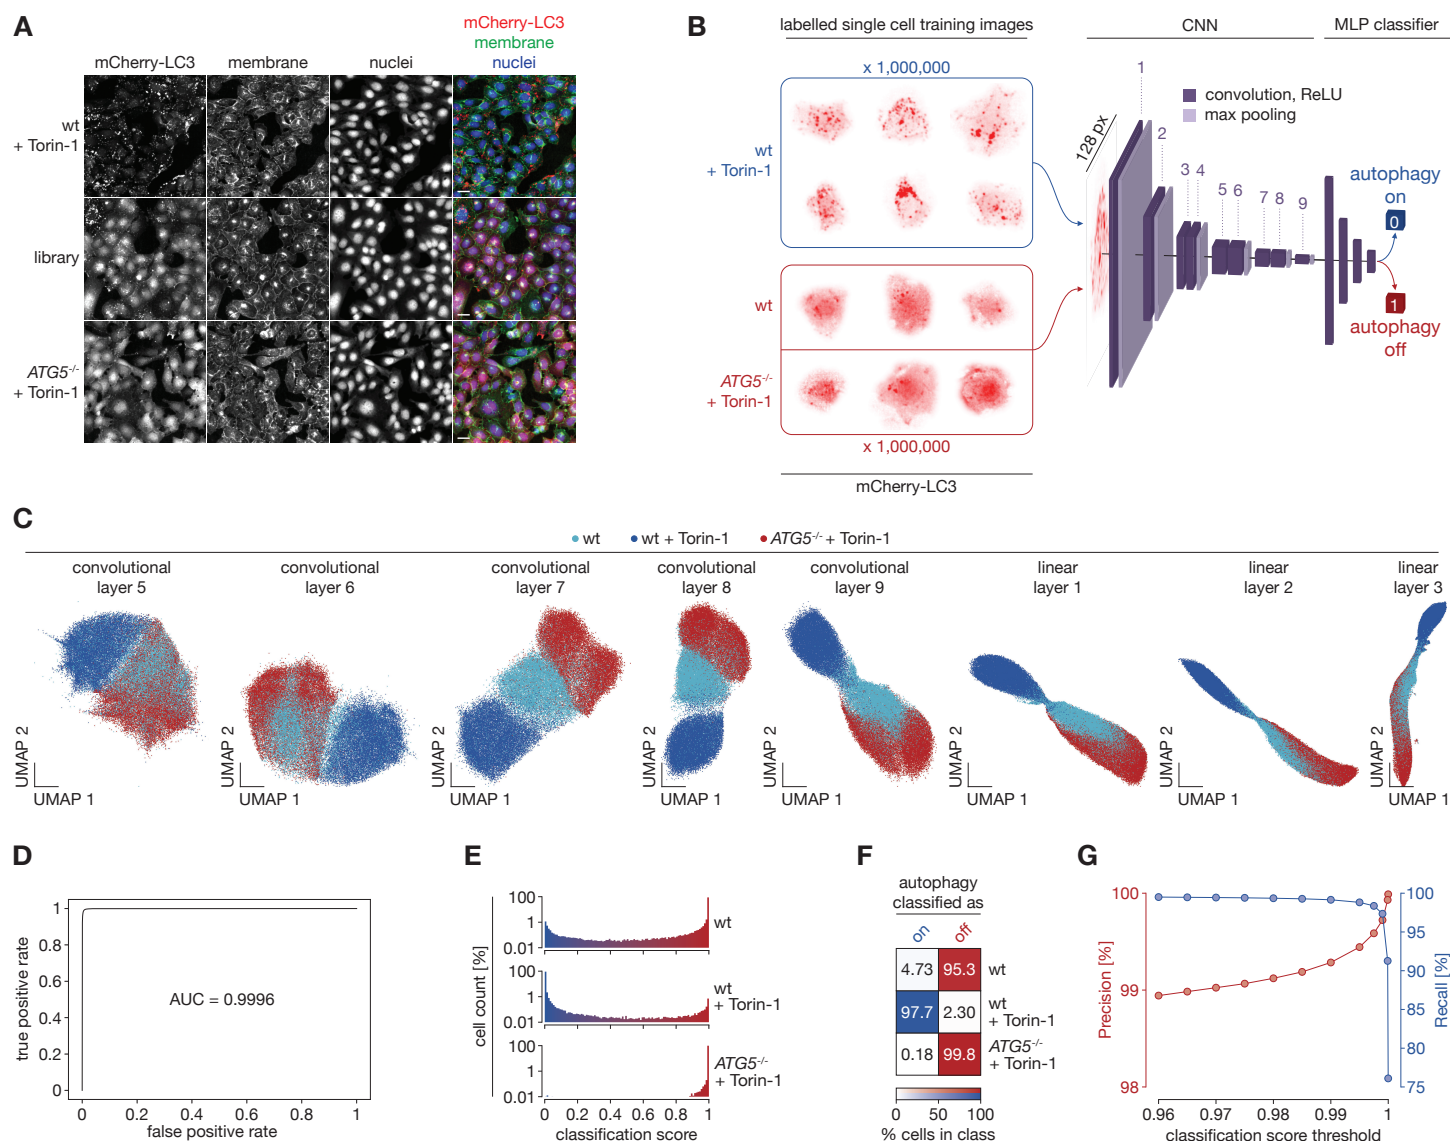 A
mCherry-LC3
membrane
nuclei
mCherry-LC3
membrane
nuclei
wt
+ Torin-1
library
ATG5-/-
+ Torin-1
B
labelled single cell training images
CNN
MLP classifier
x 1,000,000
wt
+ Torin-1
wt
ATG5-/-
+ Torin-1
x 1,000,000
mCherry-LC3
128 px
1
2
3
4
5
6
7
8
9
convolution, ReLU
max pooling
autophagy
on
0
1
autophagy
off
C
wt
wt + Torin-1
ATG5-/- + Torin-1
convolutional
layer 5
convolutional
layer 6
convolutional
layer 7
convolutional
layer 8
convolutional
layer 9
linear
layer 1
linear
layer 2
linear
layer 3
UMAP 2
UMAP 1
UMAP 2
UMAP 1
UMAP 2
UMAP 1
UMAP 2
UMAP 1
UMAP 2
UMAP 1
UMAP 2
UMAP 1
UMAP 2
UMAP 1
UMAP 2
UMAP 1
D
true positive rate
1
0.8
0.6
0.4
0.2
0
AUC = 0.9996
0 0.2 0.4 0.6 0.8 1
false positive rate
E
cell count [%]
100
1
0.01
wt
100
1
0.01
wt
+ Torin-1
100
1
0.01
ATG5-/-
+ Torin-1
0 0.2 0.4 0.6 0.8 1
classification score
F
autophagy
classified as
on
off
4.73 95.3 wt
97.7 2.30 wt
+ Torin-1
0.18 99.8 ATG5-/-
+ Torin-1
0 50 100
% cells in class
G
Precision [%]
100
99
98
Recall [%]
100
95
90
85
80
75
0.96 0.97 0.98 0.99 1
classification score threshold